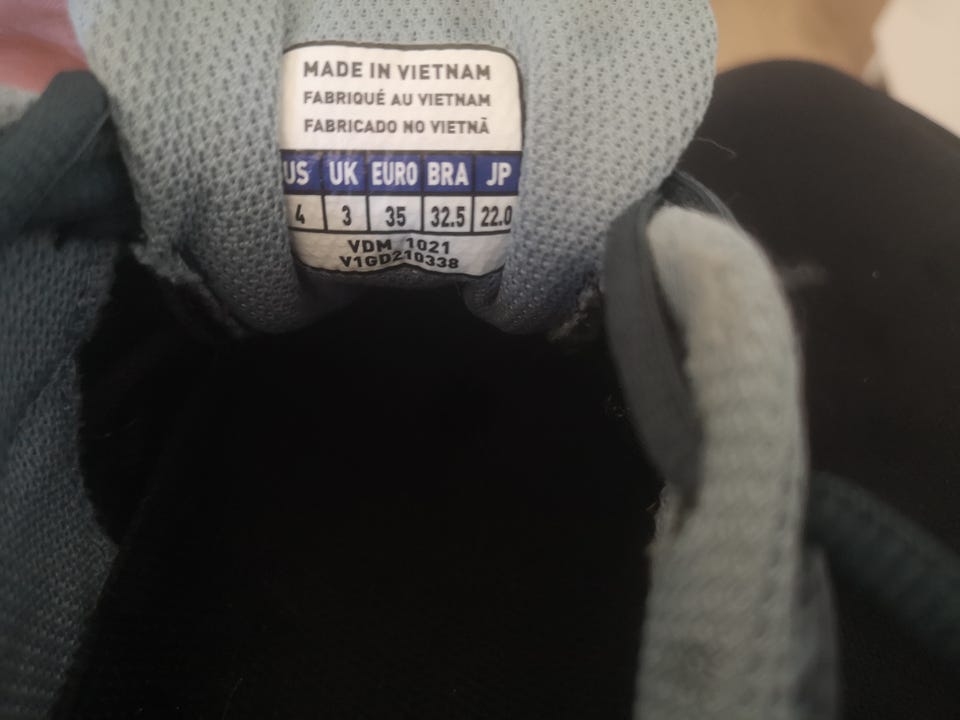 MADE IN VIETNAM
FABRIQUÉ AU VIETNAM
FABRICADO NO VIETNÃ
US UK EURO BRA JP
4 3 35 32.5 22.0
VDM 1021
V1GD210338